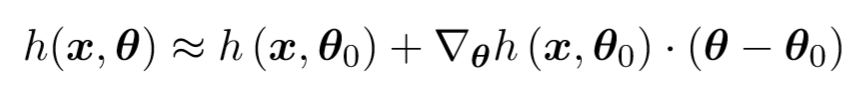 h(𝒙, 𝜽) ≈ h (𝒙, 𝜽₀) + ∇_𝜽 h (𝒙, 𝜽₀) · (𝜽 − 𝜽₀)